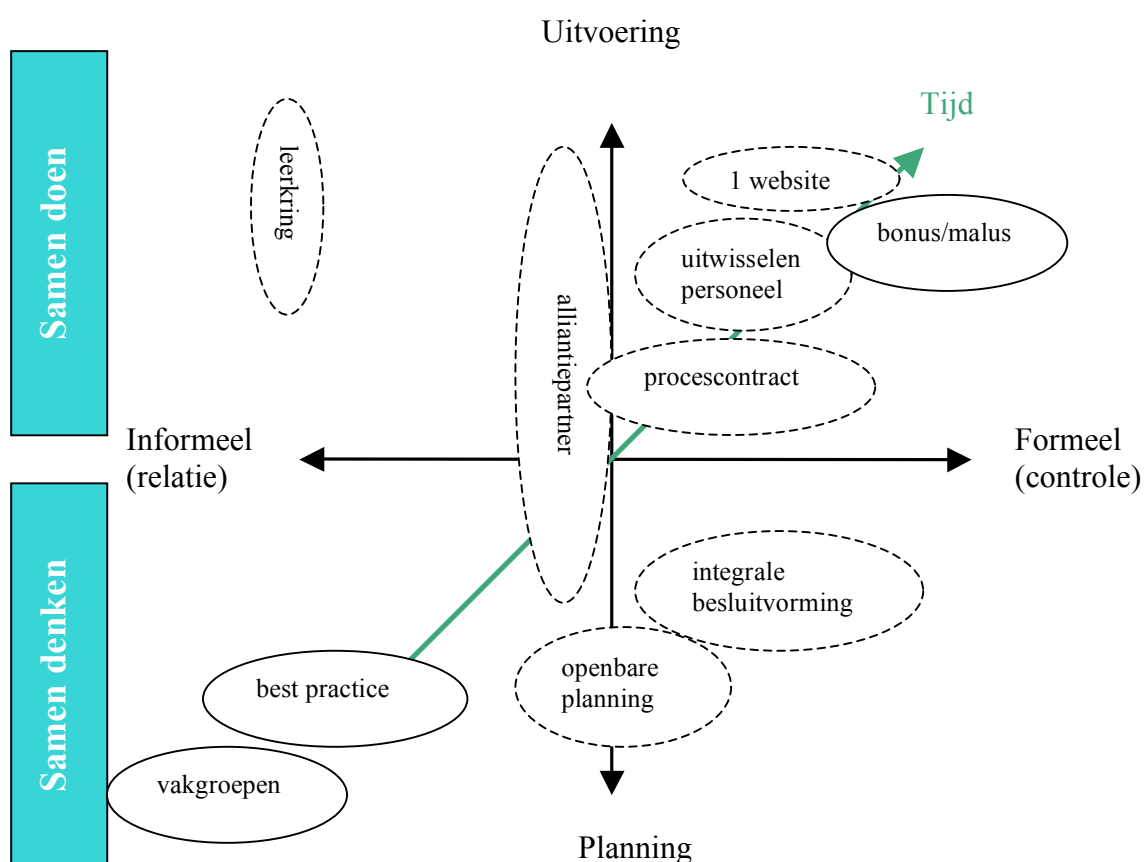 Uitvoering
Tijd
Samen doen
leerkring
1 website
bonus/malus
uitwisselen
personeel
alliantiepartner
procescontract
Informeel
(relatie)
Formeel
(controle)
Samen denken
integrale
besluitvorming
openbare
planning
best practice
vakgroepen
Planning